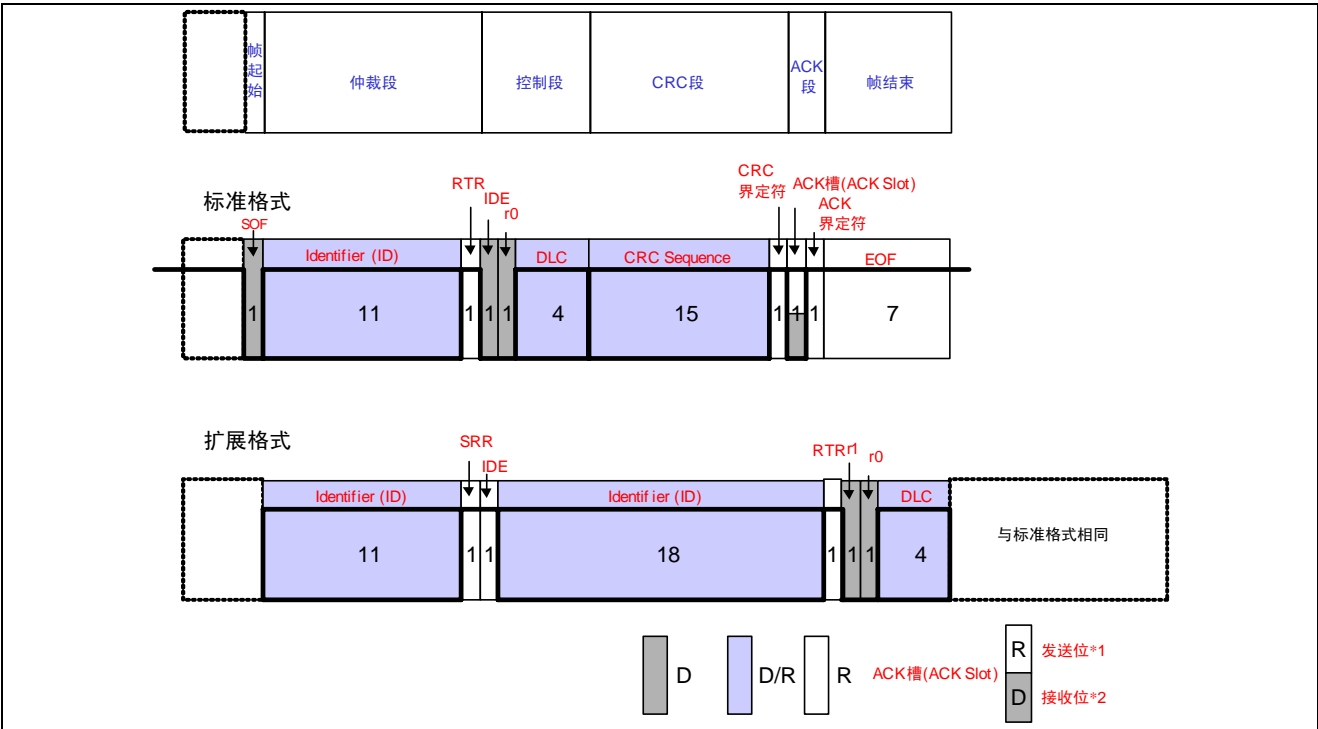 帧起始 仲裁段 控制段 CRC段 ACK段 帧结束
标准格式
SOF
RTR
IDE
r0
CRC
界定符
ACK槽(ACK Slot)
ACK
界定符
Identifier (ID) DLC CRC Sequence EOF
1 11 1 1 1 4 15 1 1 1 7
扩展格式
SRR
IDE
RTR r1 r0
Identifier (ID) Identifier (ID) DLC
11 1 1 18 1 1 1 4 与标准格式相同
D D/R R ACK槽(ACK Slot)
R 发送位*1
D 接收位*2